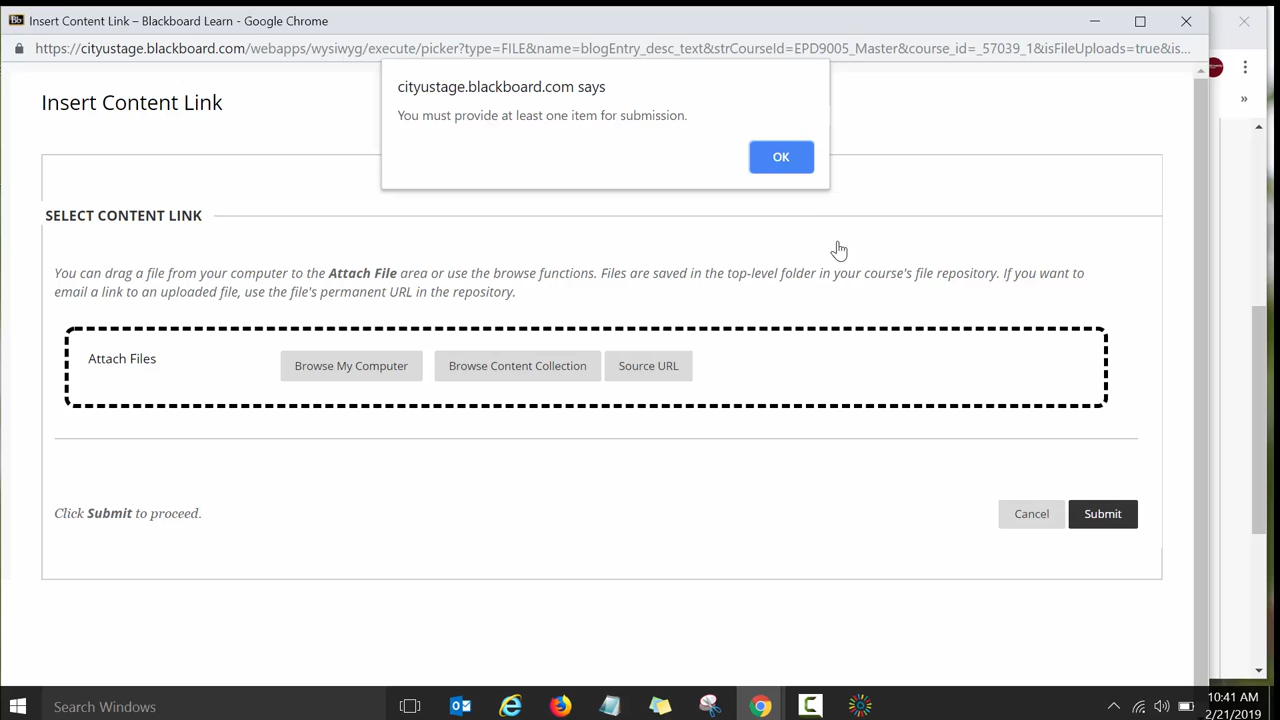 Insert Content Link – Blackboard Learn - Google Chrome
https://cityustage.blackboard.com/webapps/wysiwyg/execute/picker?type=FILE&name=blogEntry_desc_text&strCourseId=EPD9005_Master&course_id=_57039_1&isFileUploads=true&is...
cityustage.blackboard.com says
You must provide at least one item for submission.
OK
Insert Content Link
SELECT CONTENT LINK
You can drag a file from your computer to the Attach File area or use the browse functions. Files are saved in the top-level folder in your course's file repository. If you want to
email a link to an uploaded file, use the file's permanent URL in the repository.
Attach Files
Browse My Computer
Browse Content Collection
Source URL
Click Submit to proceed.
Cancel
Submit
Search Windows
10:41 AM
2/21/2019